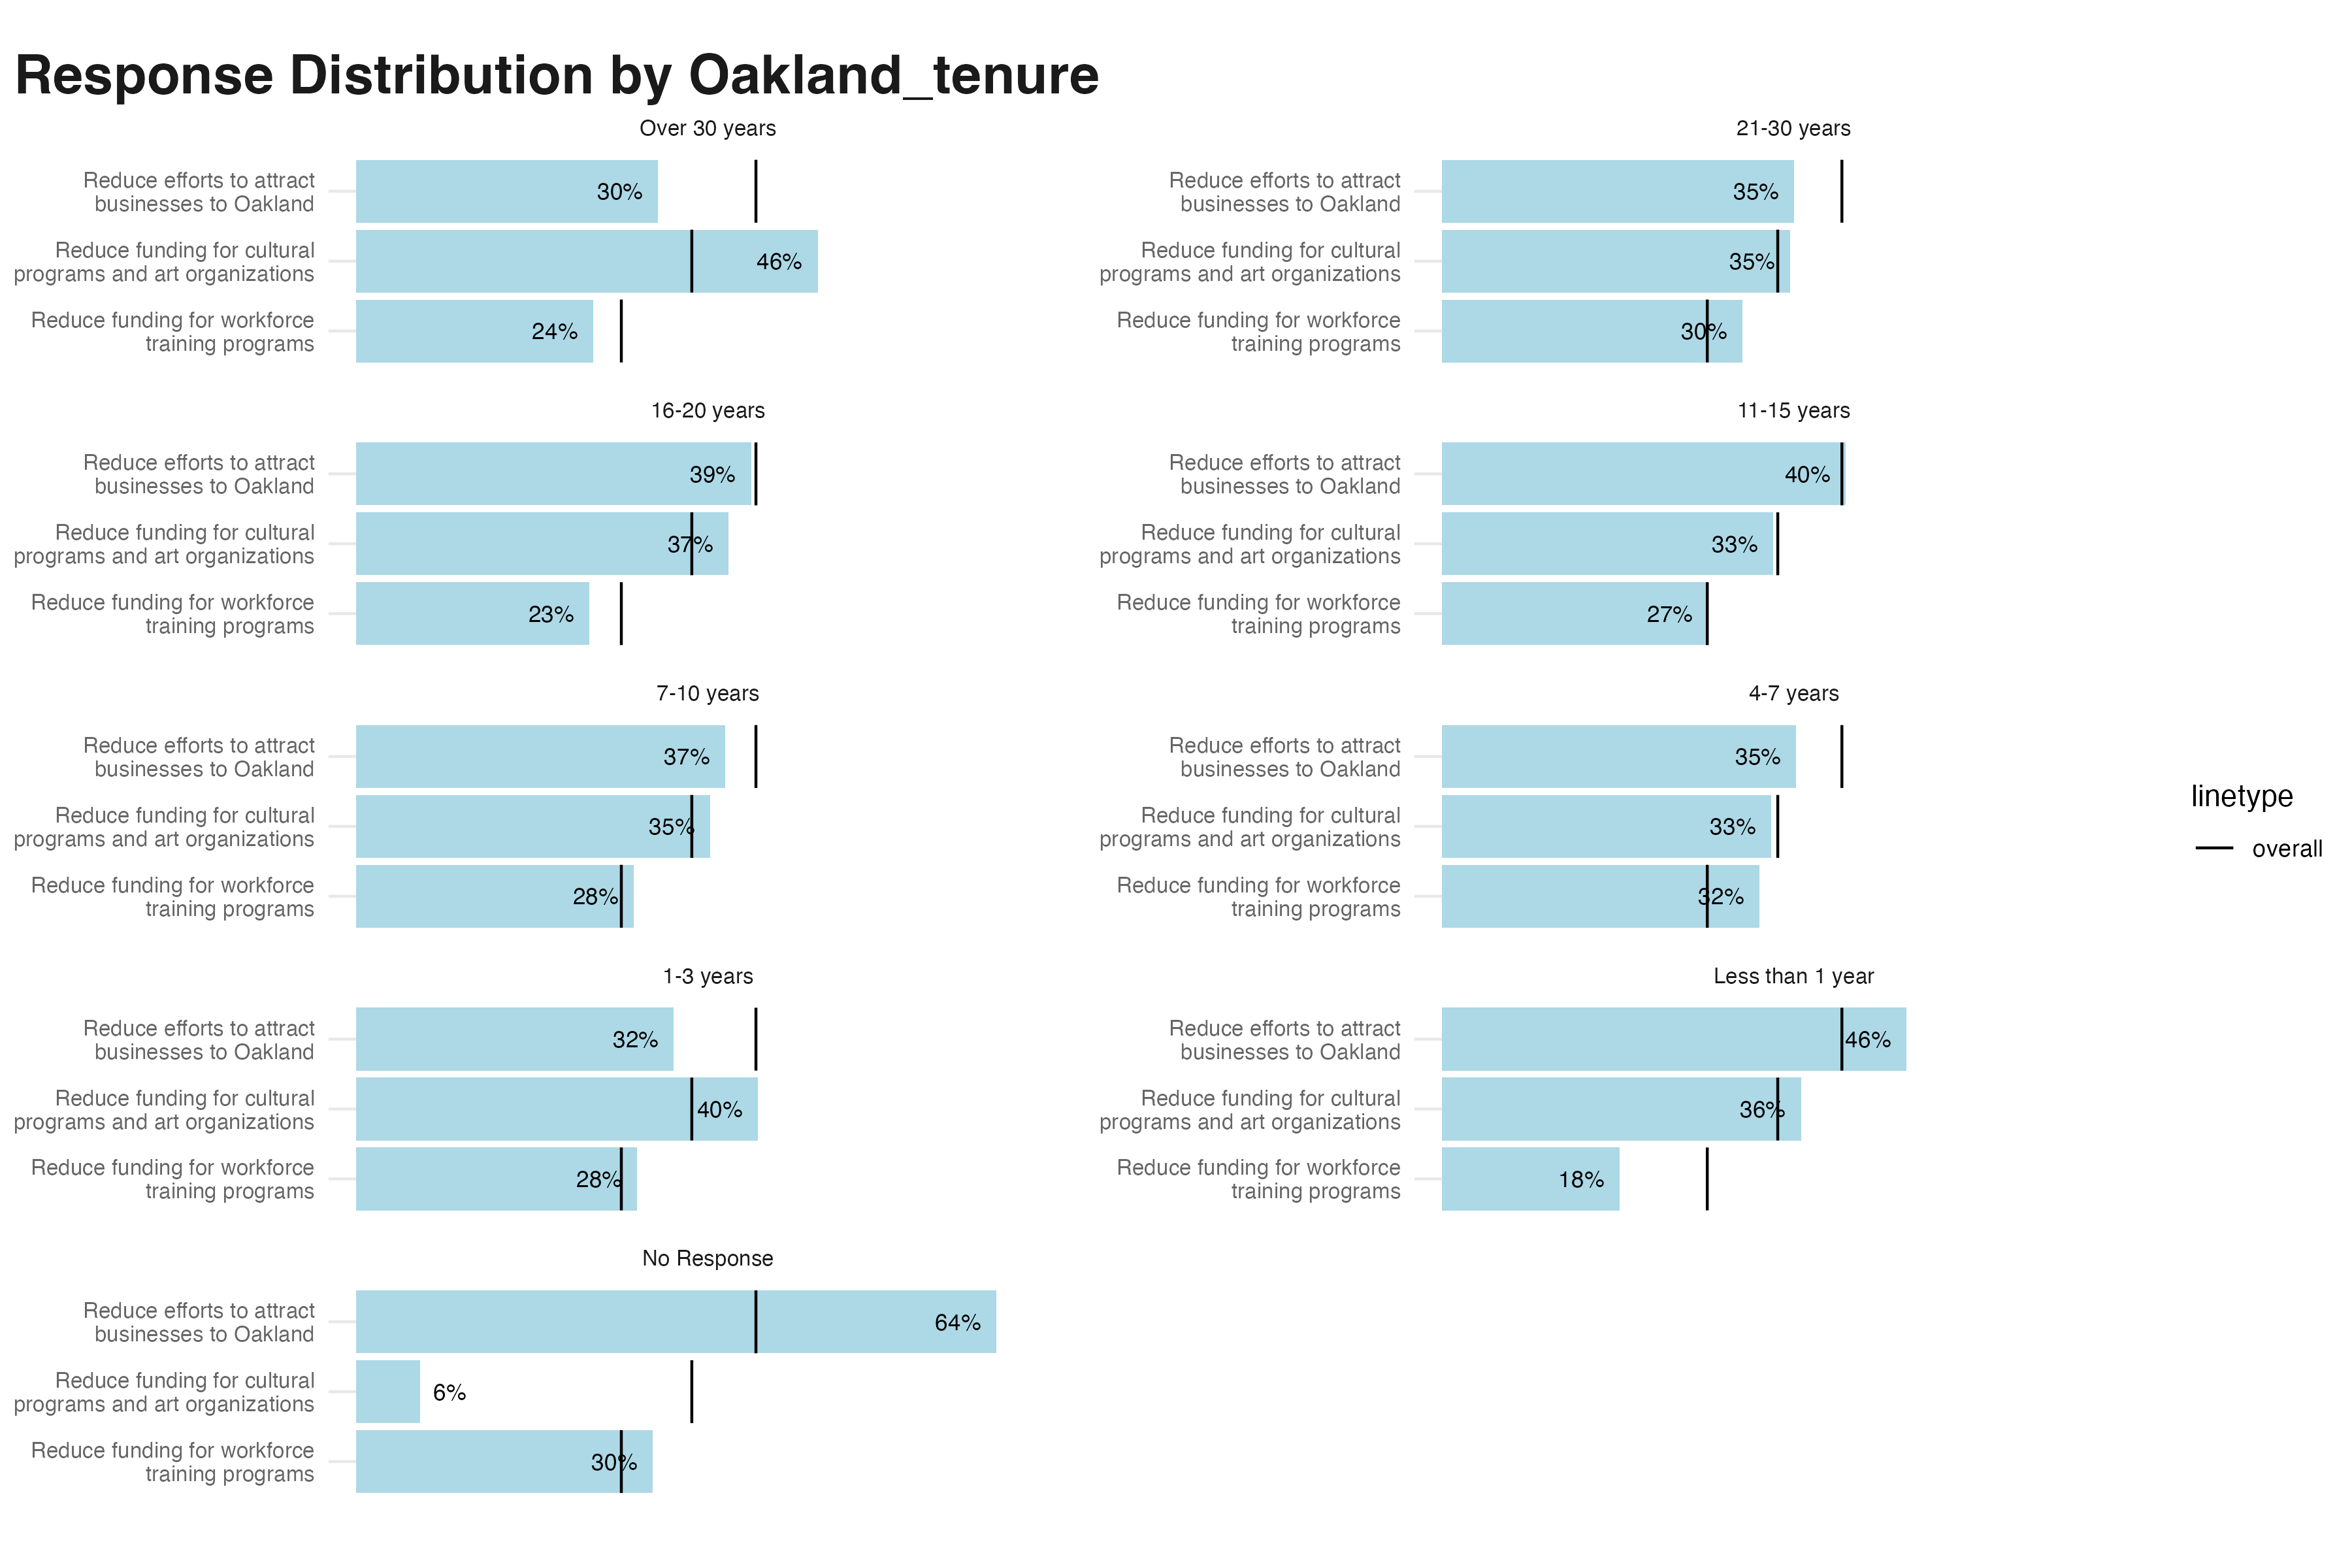 Response Distribution by Oakland_tenure
Over 30 years
Reduce efforts to attract
businesses to Oakland
30%
Reduce funding for cultural
programs and art organizations
46%
Reduce funding for workforce
training programs
24%
21-30 years
Reduce efforts to attract
businesses to Oakland
35%
Reduce funding for cultural
programs and art organizations
35%
Reduce funding for workforce
training programs
30%
16-20 years
Reduce efforts to attract
businesses to Oakland
39%
Reduce funding for cultural
programs and art organizations
37%
Reduce funding for workforce
training programs
23%
11-15 years
Reduce efforts to attract
businesses to Oakland
40%
Reduce funding for cultural
programs and art organizations
33%
Reduce funding for workforce
training programs
27%
7-10 years
Reduce efforts to attract
businesses to Oakland
37%
Reduce funding for cultural
programs and art organizations
35%
Reduce funding for workforce
training programs
28%
4-7 years
Reduce efforts to attract
businesses to Oakland
35%
Reduce funding for cultural
programs and art organizations
33%
Reduce funding for workforce
training programs
32%
1-3 years
Reduce efforts to attract
businesses to Oakland
32%
Reduce funding for cultural
programs and art organizations
40%
Reduce funding for workforce
training programs
28%
Less than 1 year
Reduce efforts to attract
businesses to Oakland
46%
Reduce funding for cultural
programs and art organizations
36%
Reduce funding for workforce
training programs
18%
No Response
Reduce efforts to attract
businesses to Oakland
64%
Reduce funding for cultural
programs and art organizations
6%
Reduce funding for workforce
training programs
30%
linetype
overall